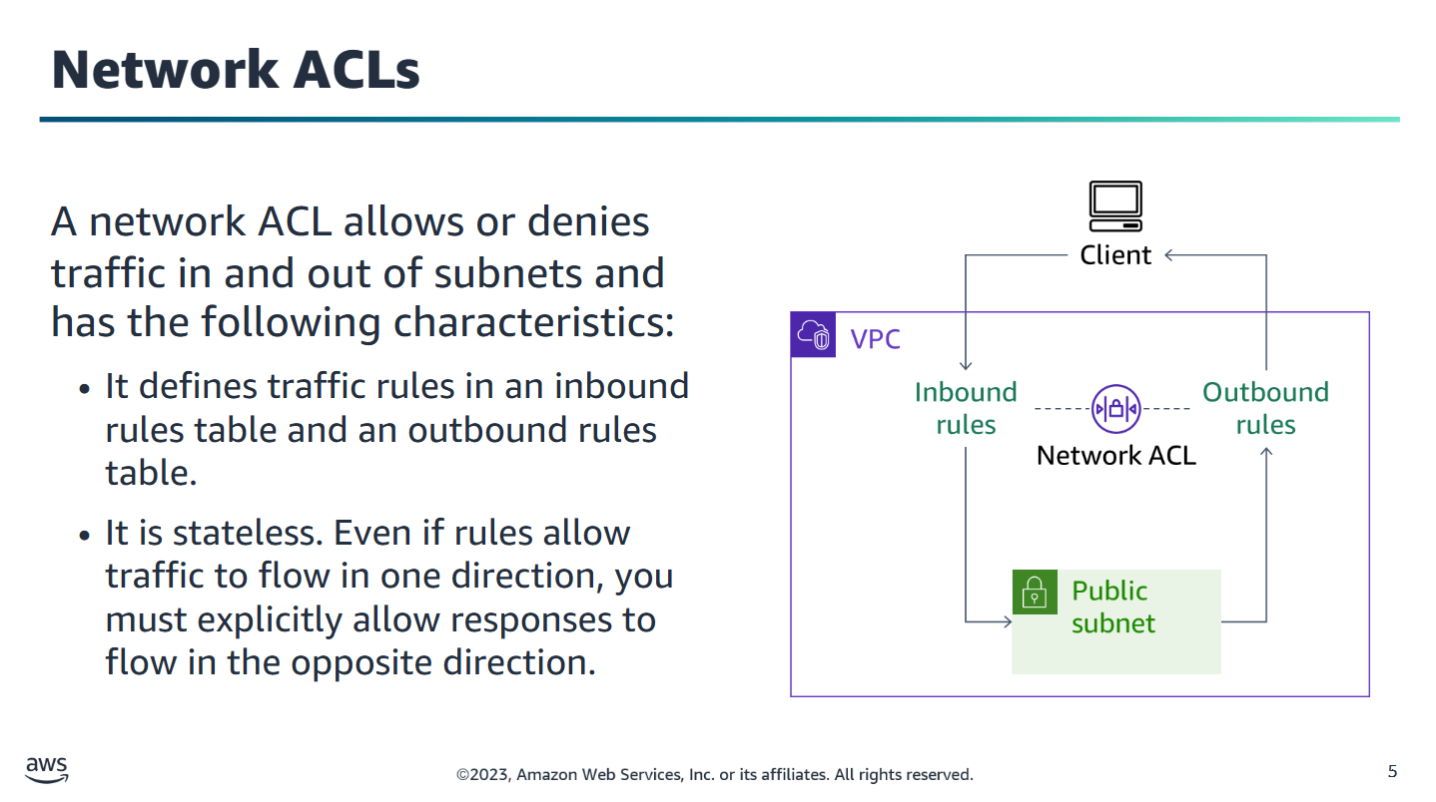 Network ACLs
A network ACL allows or denies
traffic in and out of subnets and
has the following characteristics:
• It defines traffic rules in an inbound
rules table and an outbound rules
table.
• It is stateless. Even if rules allow
traffic to flow in one direction, you
must explicitly allow responses to
flow in the opposite direction.
Client
VPC
Inbound
rules
Network ACL
Outbound
rules
Public
subnet
aws
©2023, Amazon Web Services, Inc. or its affiliates. All rights reserved.
5